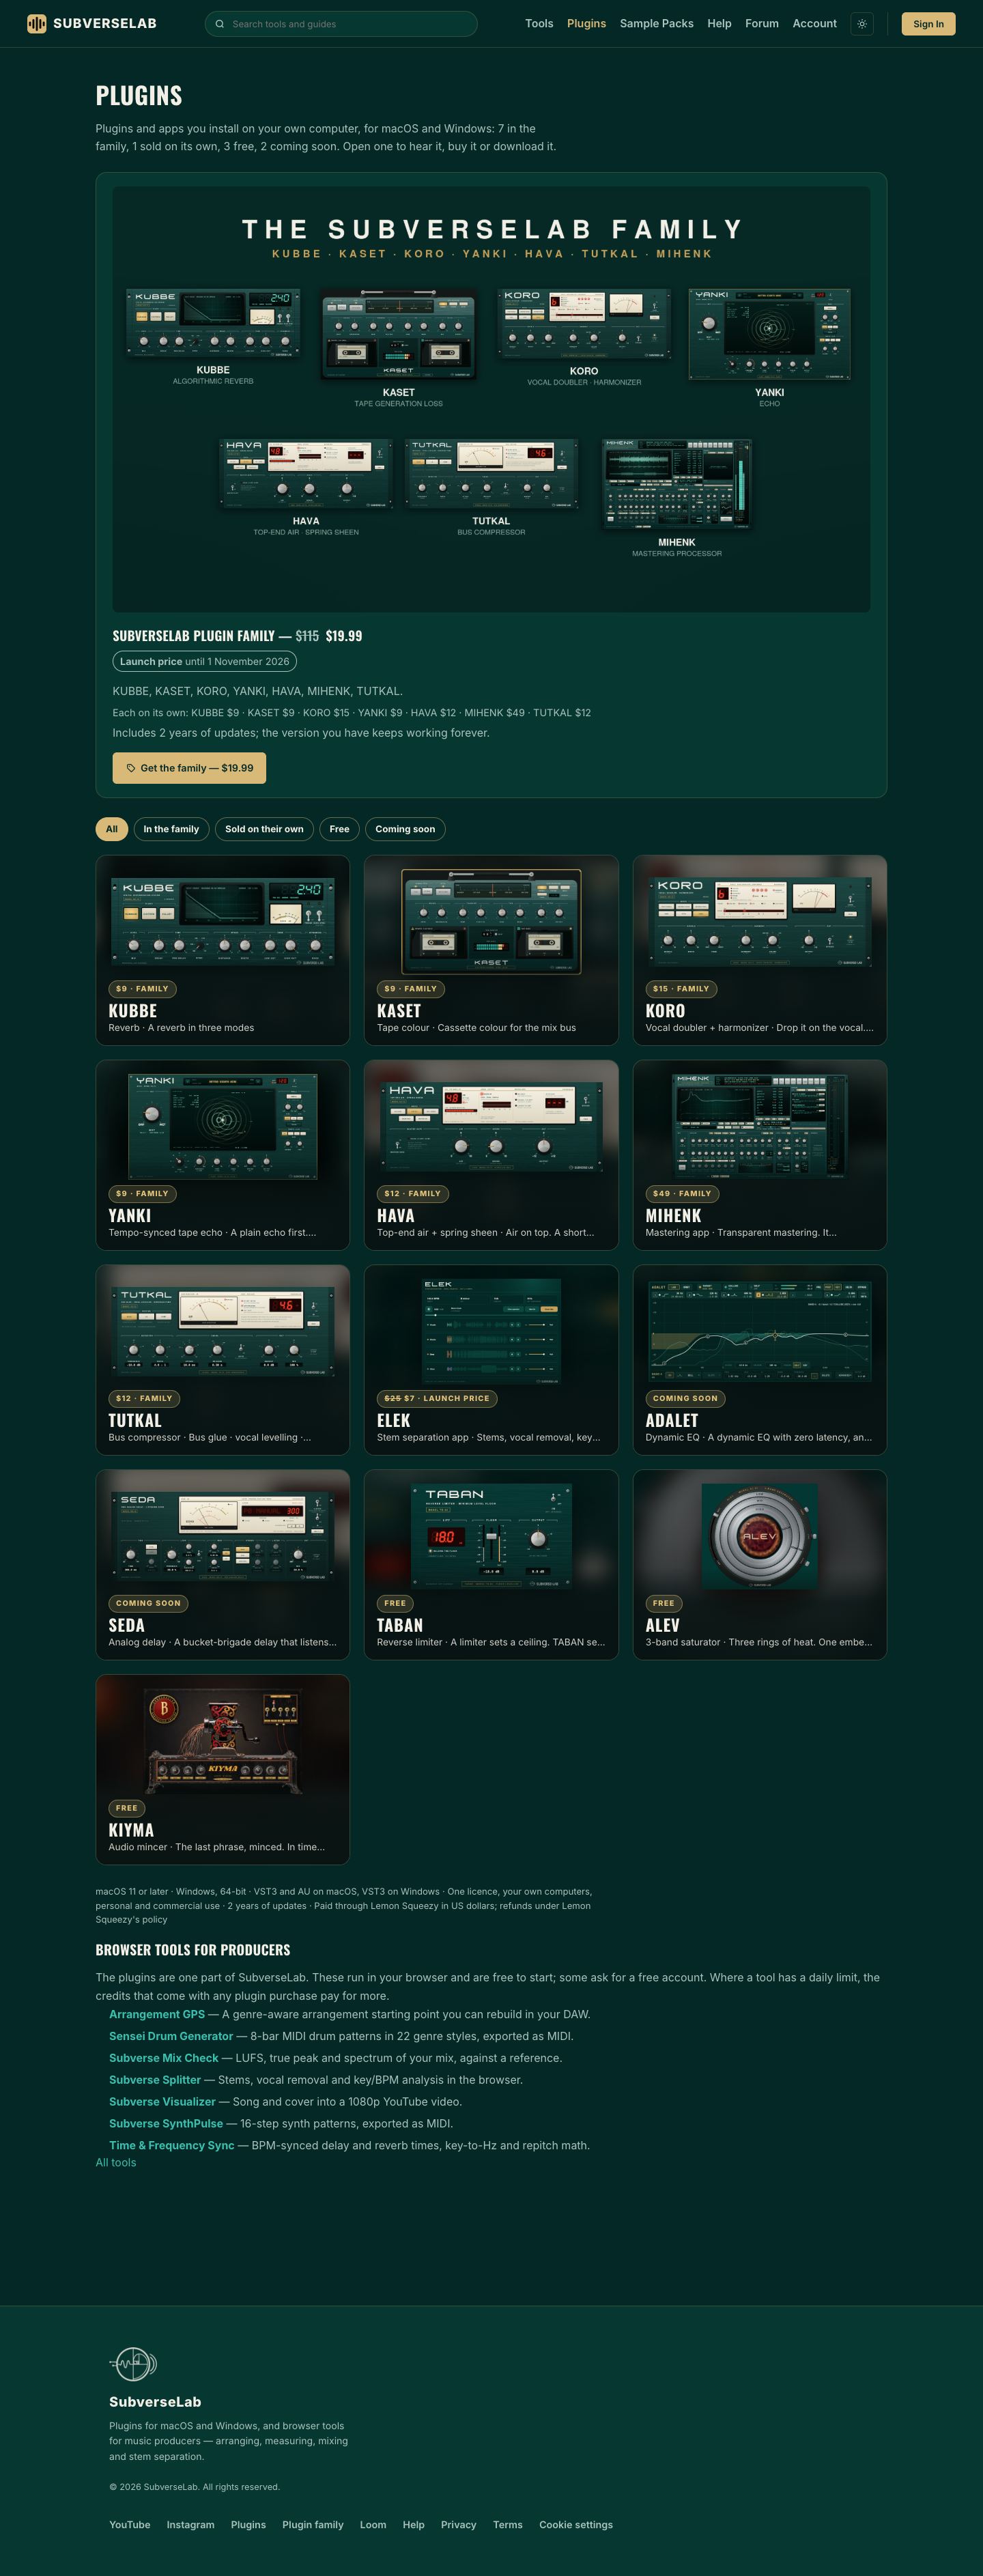 SUBVERSELAB
Search tools and guides
Tools Plugins Sample Packs Help Forum Account
Sign In
PLUGINS
Plugins and apps you install on your own computer, for macOS and Windows: 7 in the
family, 1 sold on its own, 3 free, 2 coming soon. Open one to hear it, buy it or download it.
THE SUBVERSELAB FAMILY
KUBBE · KASET · KORO · YANKI · HAVA · TUTKAL · MIHENK
KUBBE
ALGORITHMIC REVERB
KASET
TAPE GENERATION LOSS
KORO
VOCAL DOUBLER · HARMONIZER
YANKI
ECHO
HAVA
TOP-END AIR · SPRING SHEEN
TUTKAL
BUS COMPRESSOR
MIHENK
MASTERING PROCESSOR
SUBVERSELAB PLUGIN FAMILY — $115 $19.99
Launch price until 1 November 2026
KUBBE, KASET, KORO, YANKI, HAVA, MIHENK, TUTKAL.
Each on its own: KUBBE $9 · KASET $9 · KORO $15 · YANKI $9 · HAVA $12 · MIHENK $49 · TUTKAL $12
Includes 2 years of updates; the version you have keeps working forever.
Get the family — $19.99
All In the family Sold on their own Free Coming soon
KUBBE
240
$9 · FAMILY
KUBBE
Reverb · A reverb in three modes
KASET
$9 · FAMILY
KASET
Tape colour · Cassette colour for the mix bus
KORO
$15 · FAMILY
KORO
Vocal doubler + harmonizer · Drop it on the vocal....
YANKI
$9 · FAMILY
YANKI
Tempo-synced tape echo · A plain echo first....
HAVA
48
$12 · FAMILY
HAVA
Top-end air + spring sheen · Air on top. A short...
MIHENK
$49 · FAMILY
MIHENK
Mastering app · Transparent mastering. It...
TUTKAL
4.6
$12 · FAMILY
TUTKAL
Bus compressor · Bus glue · vocal levelling ·...
ELEK
$25 $7 · LAUNCH PRICE
ELEK
Stem separation app · Stems, vocal removal, key...
ADALET
COMING SOON
ADALET
Dynamic EQ · A dynamic EQ with zero latency, an...
SEDA
300
COMING SOON
SEDA
Analog delay · A bucket-brigade delay that listens...
TABAN
REVERSE LIMITER · MINIMUM-LEVEL FLOOR
18.0
FREE
TABAN
Reverse limiter · A limiter sets a ceiling. TABAN se...
ALEV
FREE
ALEV
3-band saturator · Three rings of heat. One embe...
B
KIYMA
FREE
KIYMA
Audio mincer · The last phrase, minced. In time...
macOS 11 or later · Windows, 64-bit · VST3 and AU on macOS, VST3 on Windows · One licence, your own computers,
personal and commercial use · 2 years of updates · Paid through Lemon Squeezy in US dollars; refunds under Lemon
Squeezy's policy
BROWSER TOOLS FOR PRODUCERS
The plugins are one part of SubverseLab. These run in your browser and are free to start; some ask for a free account. Where a tool has a daily limit, the
credits that come with any plugin purchase pay for more.
Arrangement GPS — A genre-aware arrangement starting point you can rebuild in your DAW.
Sensei Drum Generator — 8-bar MIDI drum patterns in 22 genre styles, exported as MIDI.
Subverse Mix Check — LUFS, true peak and spectrum of your mix, against a reference.
Subverse Splitter — Stems, vocal removal and key/BPM analysis in the browser.
Subverse Visualizer — Song and cover into a 1080p YouTube video.
Subverse SynthPulse — 16-step synth patterns, exported as MIDI.
Time & Frequency Sync — BPM-synced delay and reverb times, key-to-Hz and repitch math.
All tools
SubverseLab
Plugins for macOS and Windows, and browser tools
for music producers — arranging, measuring, mixing
and stem separation.
© 2026 SubverseLab. All rights reserved.
YouTube Instagram Plugins Plugin family Loom Help Privacy Terms Cookie settings